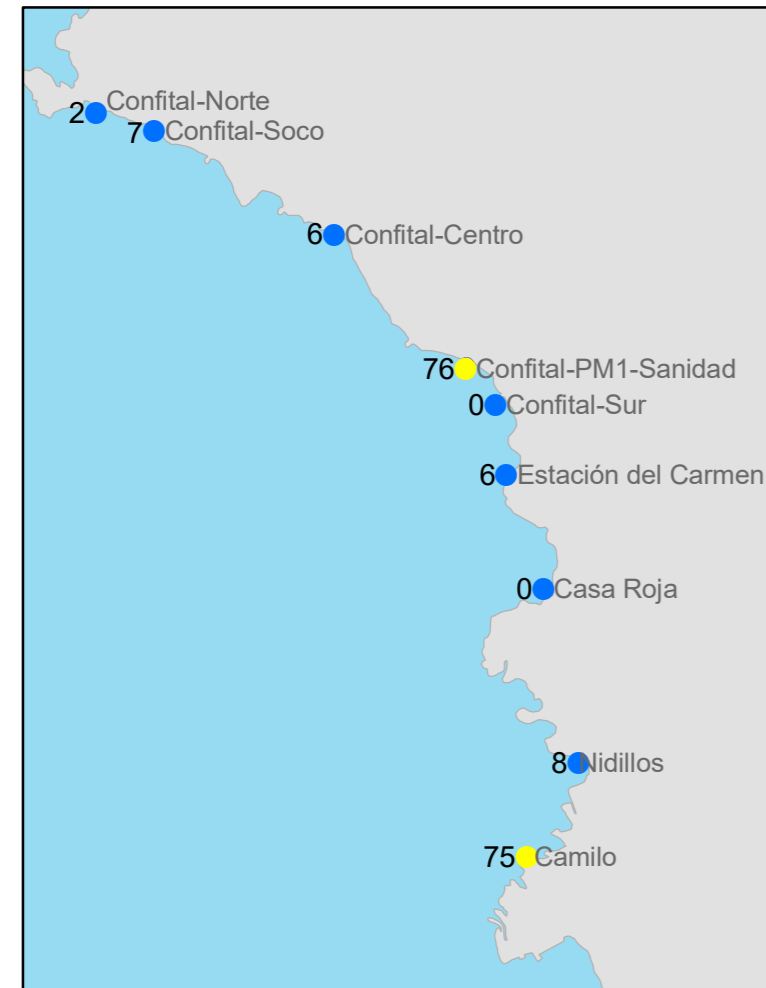 Confital-Norte
2
7 Confital-Soco
6 Confital-Centro
76 Confital-PM1-Sanidad
0 Confital-Sur
6 Estación del Carmen
0 Casa Roja
8 Nidillos
75 Camilo